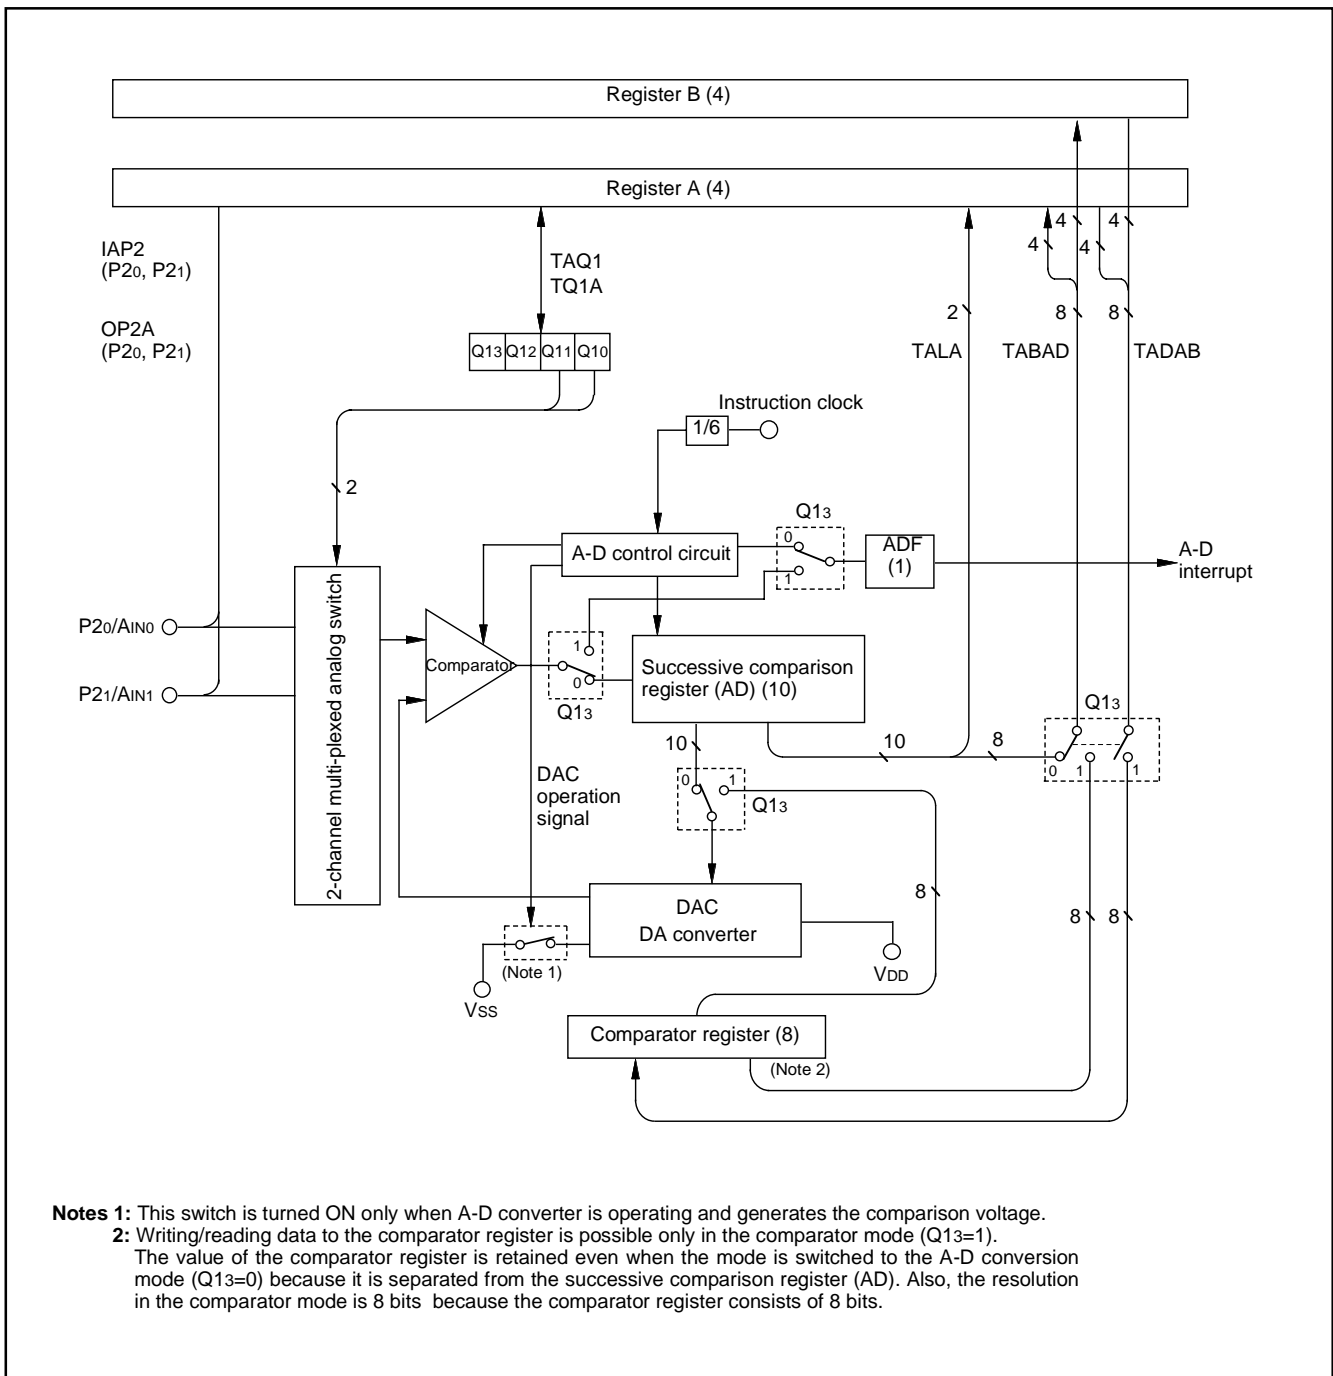 Register B (4)
Register A (4)
IAP2
(P20, P21)
OP2A
(P20, P21)
TAQ1
TQ1A
4
4
4
4
2
8
8
TALA
TABAD
TADAB
Q13 Q12 Q11 Q10
Instruction clock
1/6
2
Q13
0
1
A-D control circuit
ADF
(1)
A-D
interrupt
2-channel multi-plexed analog switch
P20/AIN0
P21/AIN1
Comparator
1
0
Q13
Successive comparison
register (AD) (10)
10
10
8
Q13
0
1
1
DAC
operation
signal
0
1
Q13
DAC
DA converter
8
8
8
(Note 1)
VSS
VDD
Comparator register (8)
(Note 2)
Notes 1: This switch is turned ON only when A-D converter is operating and generates the comparison voltage.
2: Writing/reading data to the comparator register is possible only in the comparator mode (Q13=1).
The value of the comparator register is retained even when the mode is switched to the A-D conversion
mode (Q13=0) because it is separated from the successive comparison register (AD). Also, the resolution
in the comparator mode is 8 bits because the comparator register consists of 8 bits.